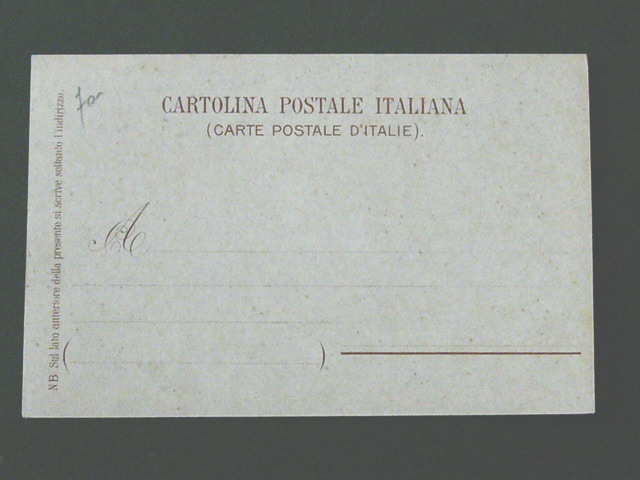 CARTOLINA POSTALE ITALIANA
(CARTE POSTALE D'ITALIE).
A
( ).
NB. Sul lato anteriore della presente si scrive soltanto l'indirizzo.